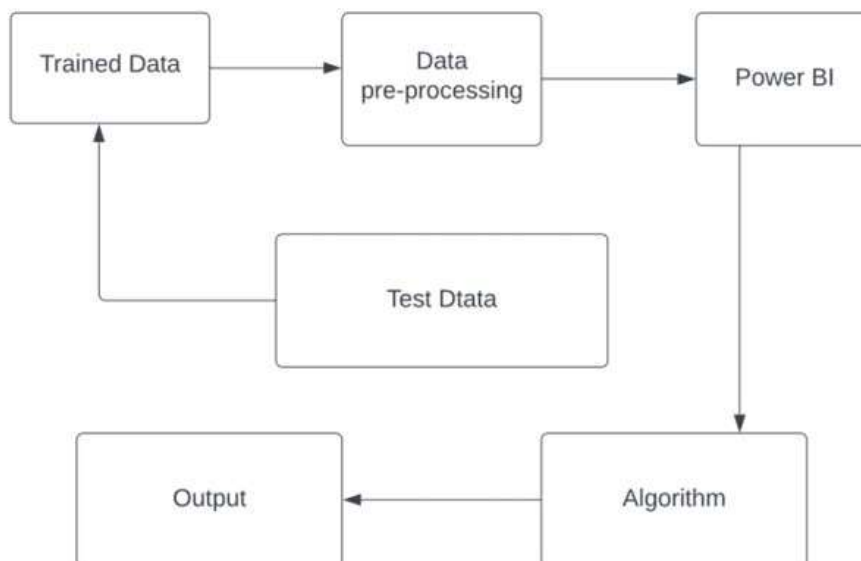 Trained Data
Data
pre-processing
Power BI
Test Dtata
Output
Algorithm